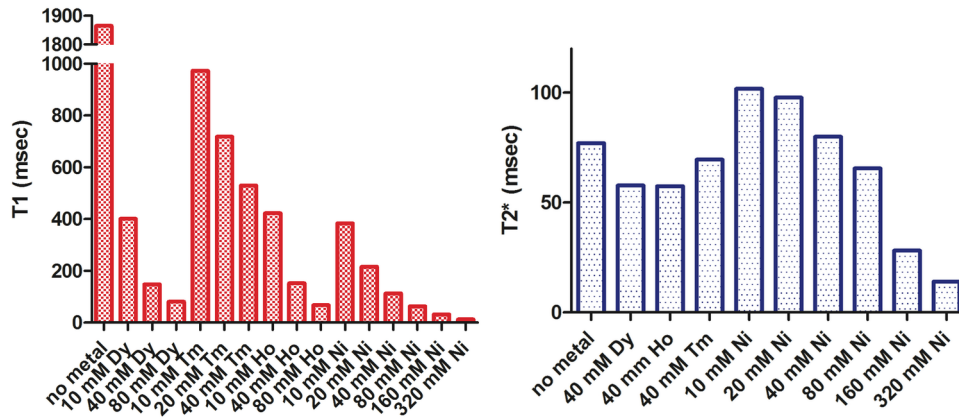 T1 (msec)
1900
1800
1000
800
600
400
200
0
no metal
10 mM Dy
40 mM Dy
80 mM Dy
10 mM Tm
20 mM Tm
40 mM Tm
10 mM Ho
40 mM Ho
80 mM Ho
10 mM Ni
20 mM Ni
40 mM Ni
80 mM Ni
160 mM Ni
320 mM Ni
T2* (msec)
100
50
0
no metal
40 mM Dy
40 mm Ho
40 mM Tm
10 mM Ni
20 mM Ni
40 mM Ni
80 mM Ni
160 mM Ni
320 mM Ni